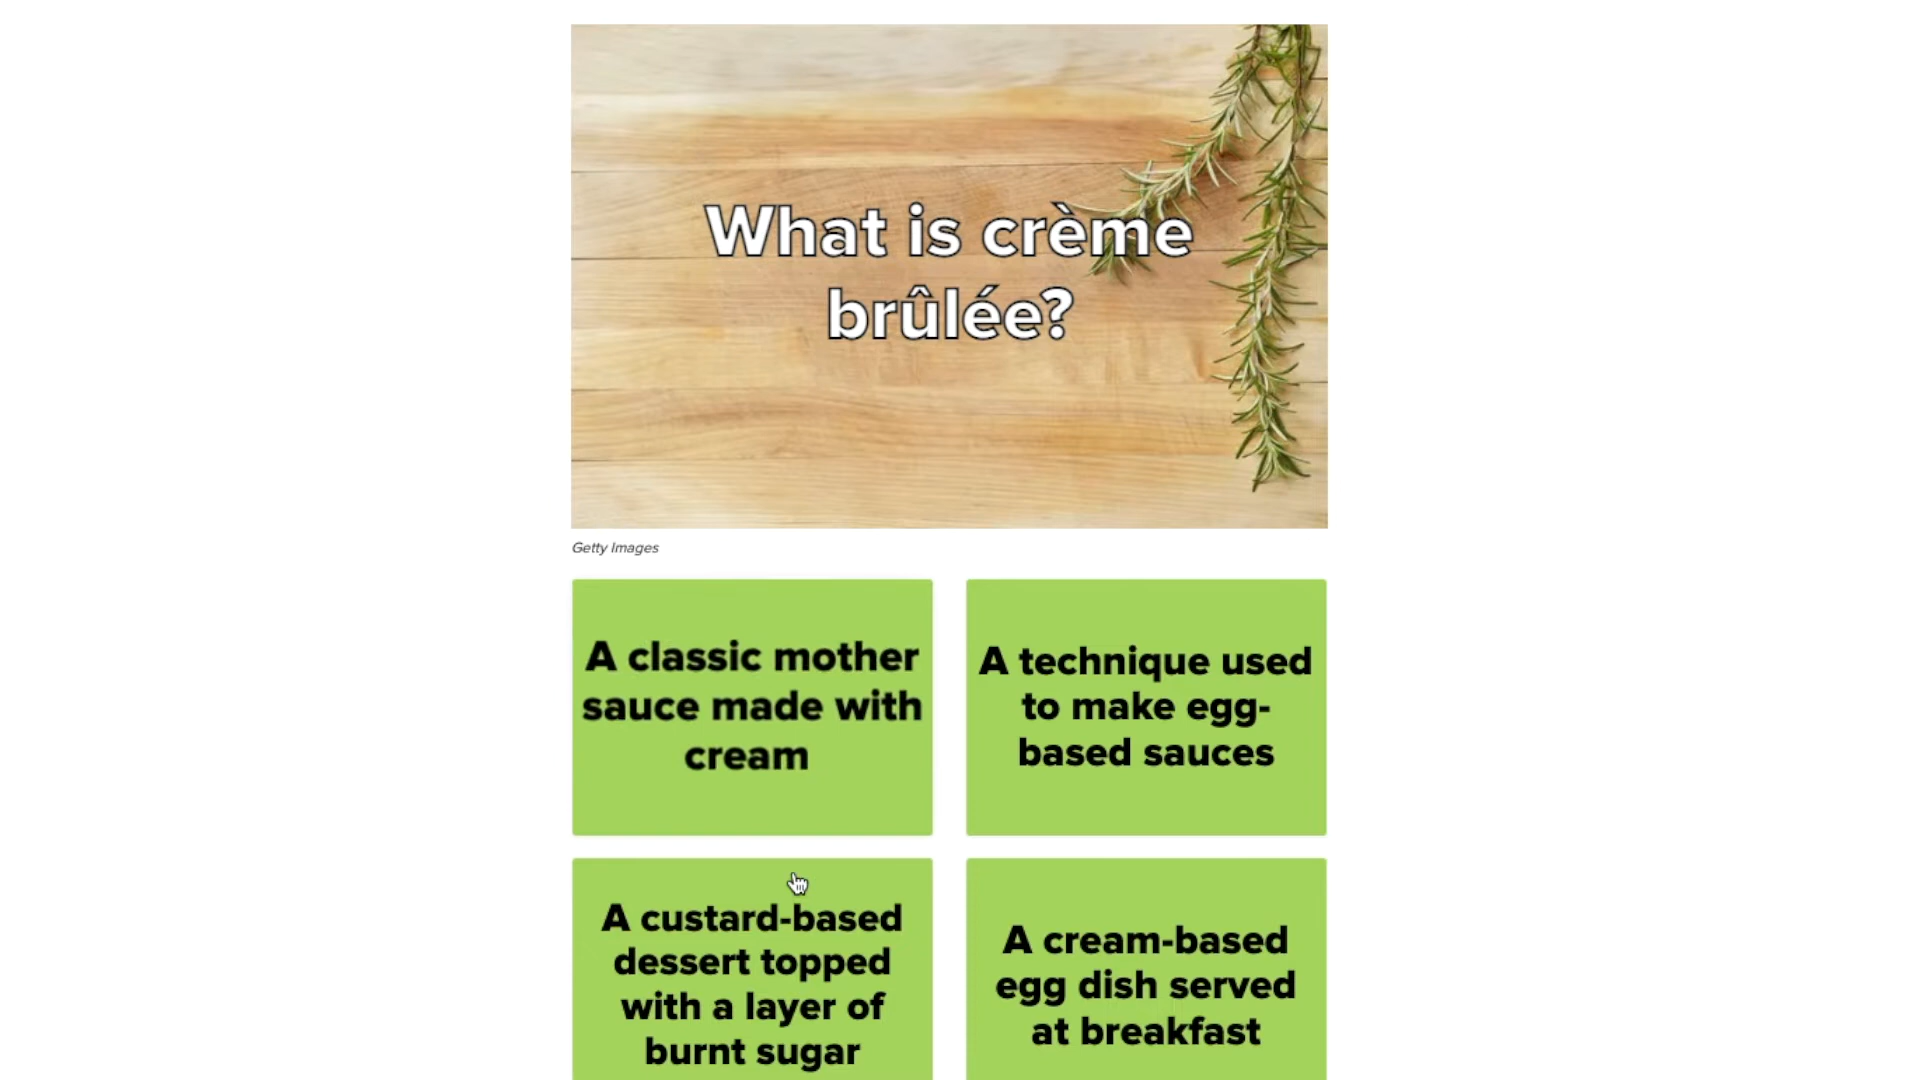 What is crème
brûlée?
Getty Images
A classic mother
sauce made with
cream
A technique used
to make egg-
based sauces
A custard-based
dessert topped
with a layer of
burnt sugar
A cream-based
egg dish served
at breakfast